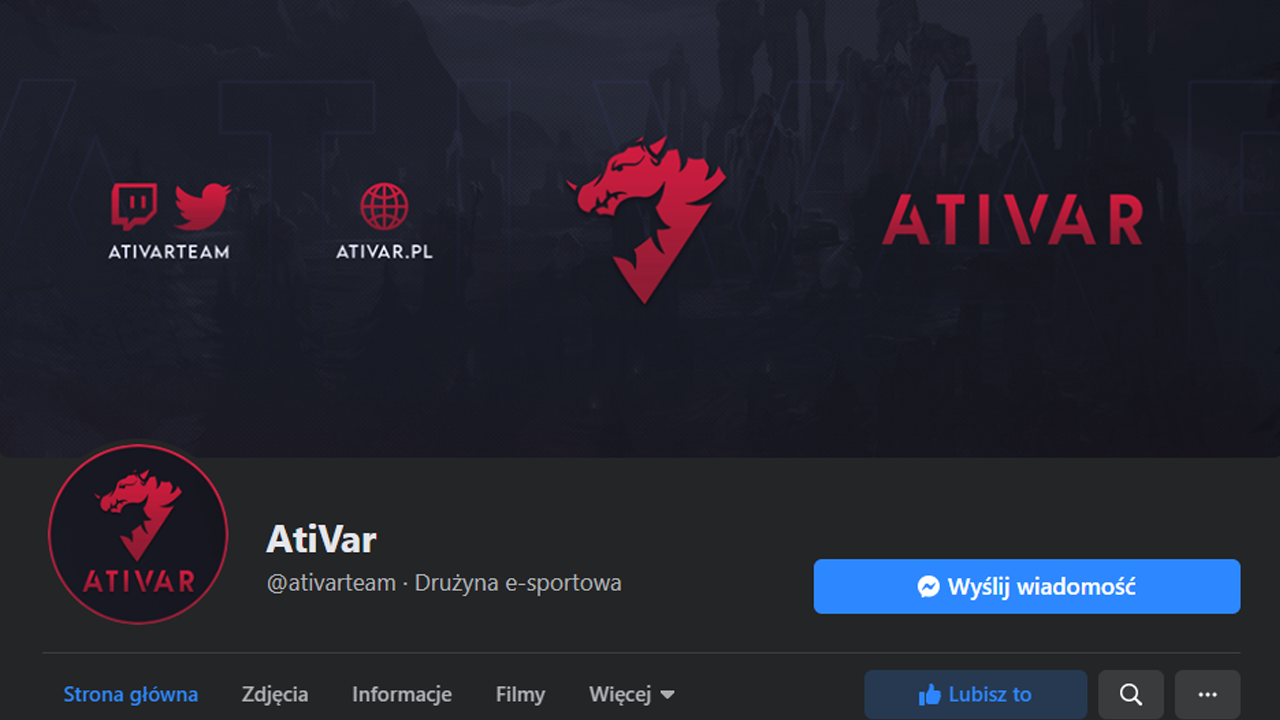 ATIVAR
ATIVARTEAM
ATIVAR.PL
ATIVAR
ATIVAR
AtiVar
@ativarteam · Drużyna e-sportowa
Wyślij wiadomość
Strona główna Zdjęcia Informacje Filmy Więcej
Lubisz to